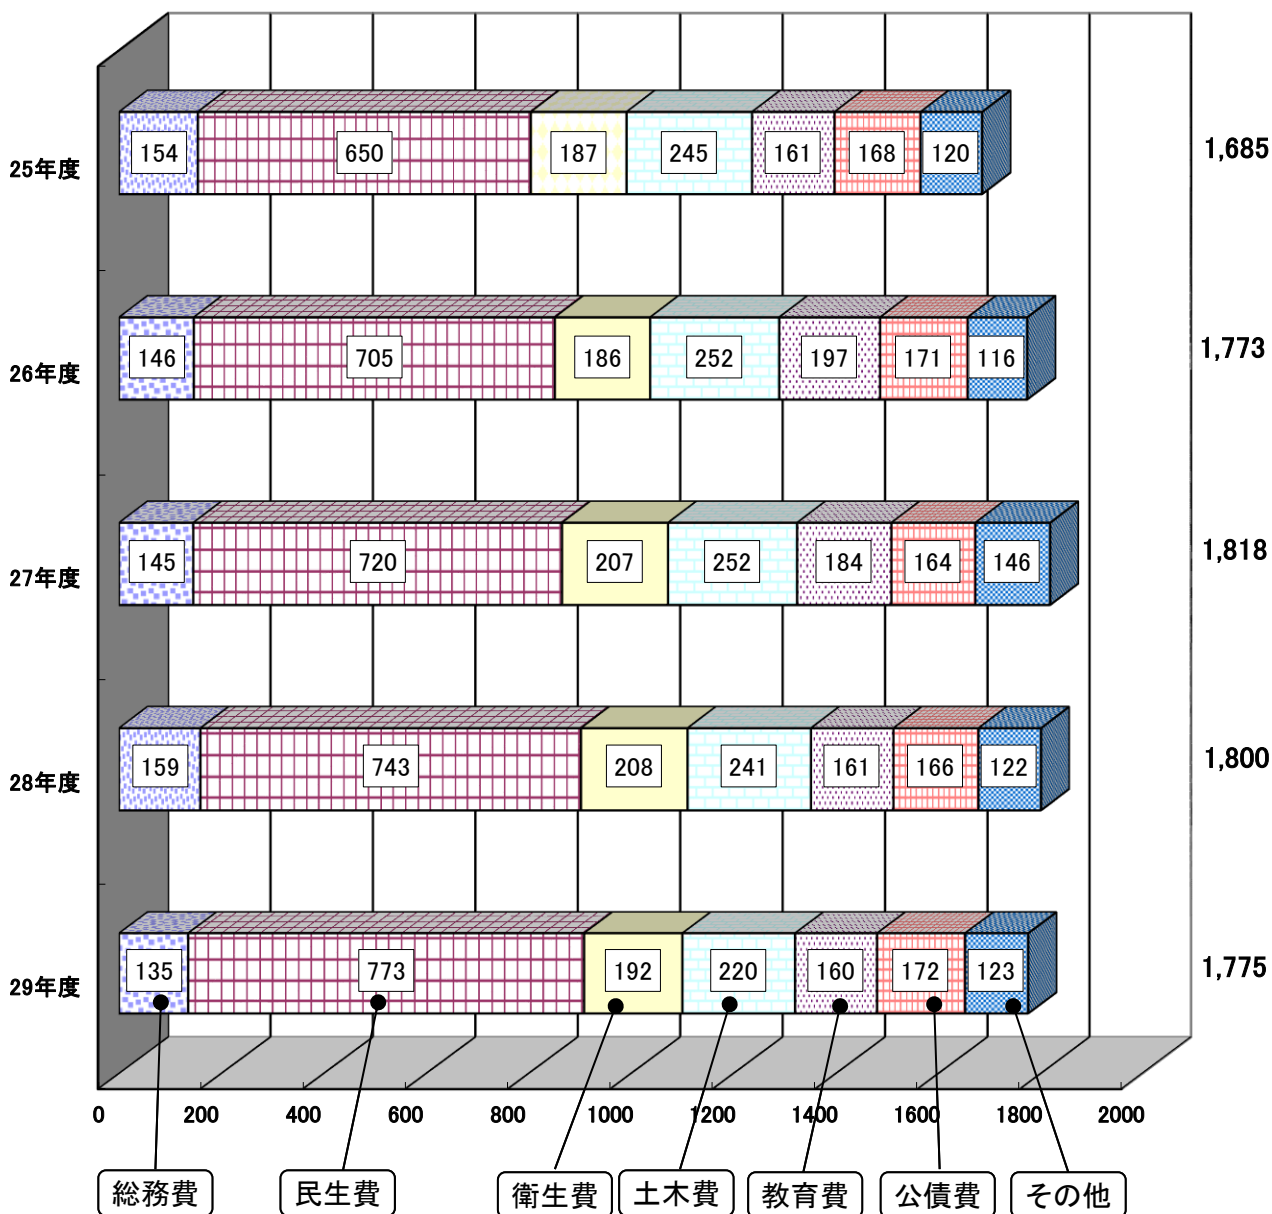 25年度 154 650 187 245 161 168 120 1,685
26年度 146 705 186 252 197 171 116 1,773
27年度 145 720 207 252 184 164 146 1,818
28年度 159 743 208 241 161 166 122 1,800
29年度 135 773 192 220 160 172 123 1,775
0 200 400 600 800 1000 1200 1400 1600 1800 2000
総務費 民生費 衛生費 土木費 教育費 公債費 その他